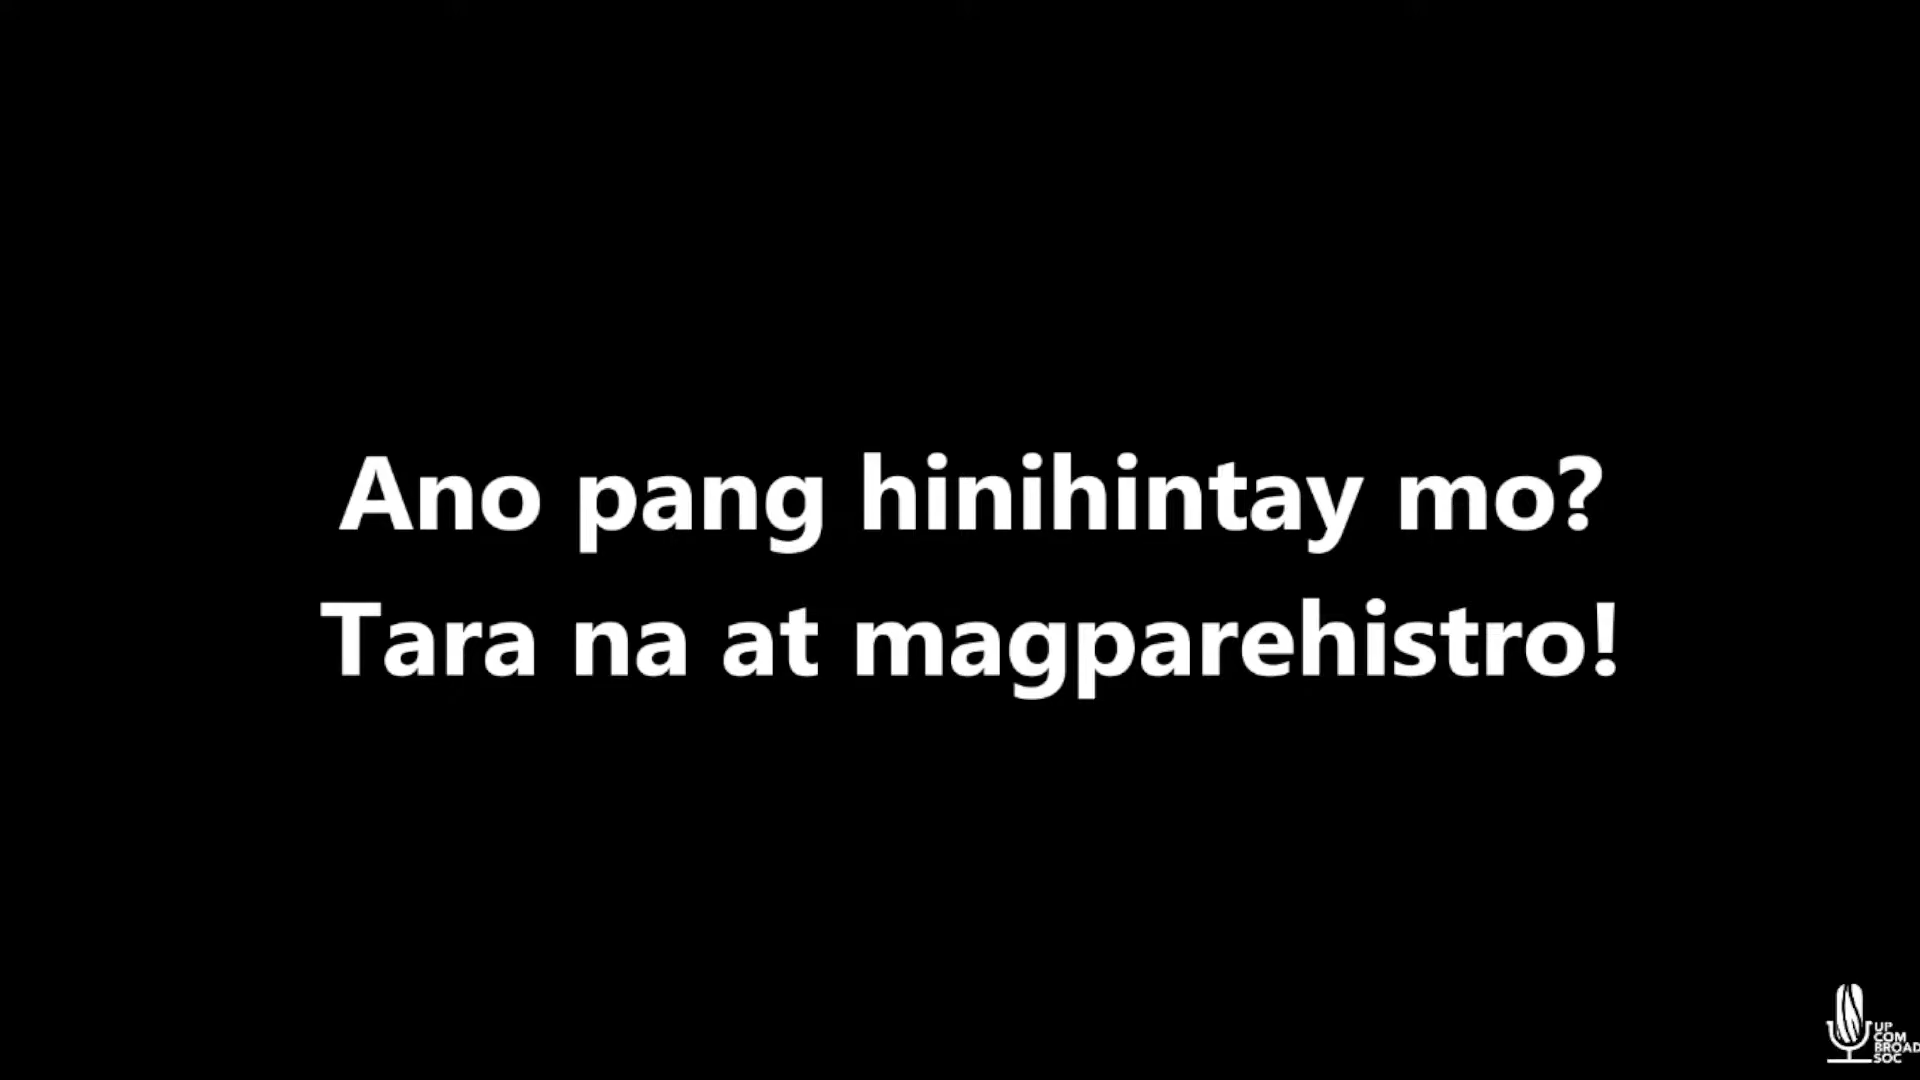 Ano pang hinihintay mo?
Tara na at magparehistro!
UP
COM
BROAD
SOC